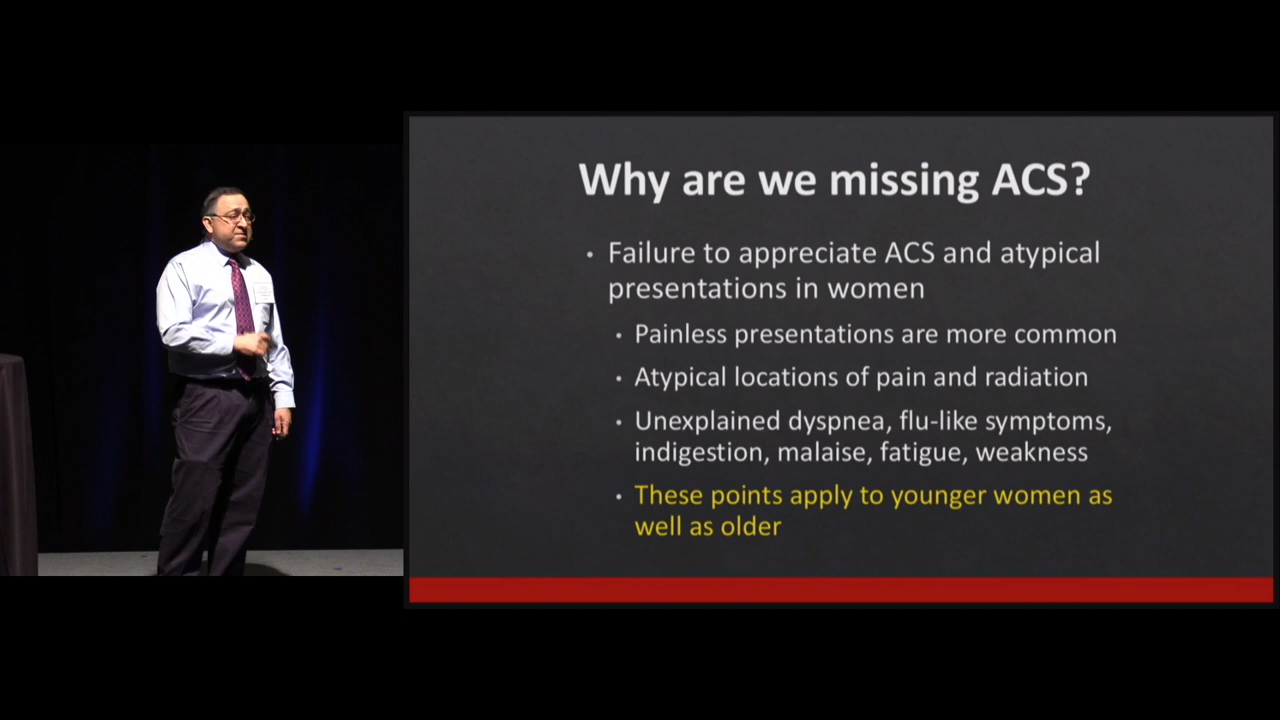 Why are we missing ACS?
• Failure to appreciate ACS and atypical
presentations in women
• Painless presentations are more common
• Atypical locations of pain and radiation
• Unexplained dyspnea, flu-like symptoms,
indigestion, malaise, fatigue, weakness
• These points apply to younger women as
well as older